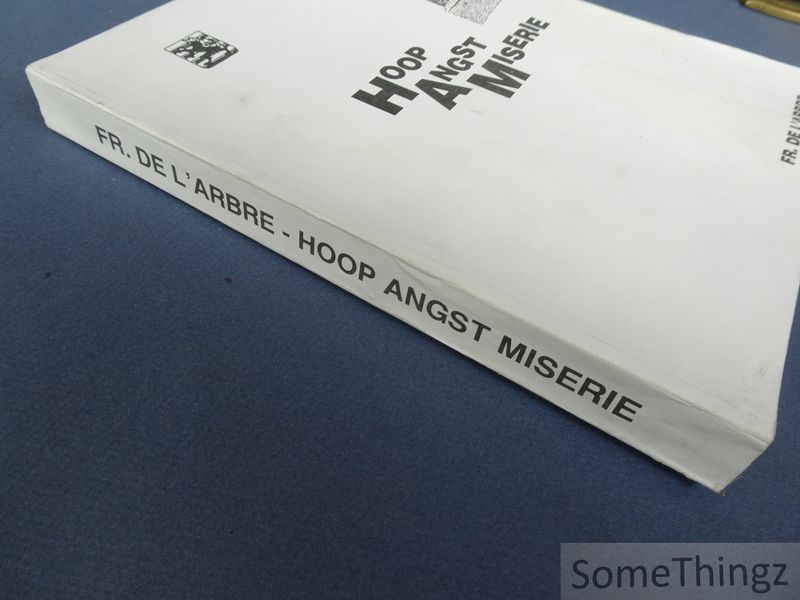 HOOP
ANGST
MISERIE
FR. DE L'ARBRE
FR. DE L'ARBRE - HOOP ANGST MISERIE
SomeThingz